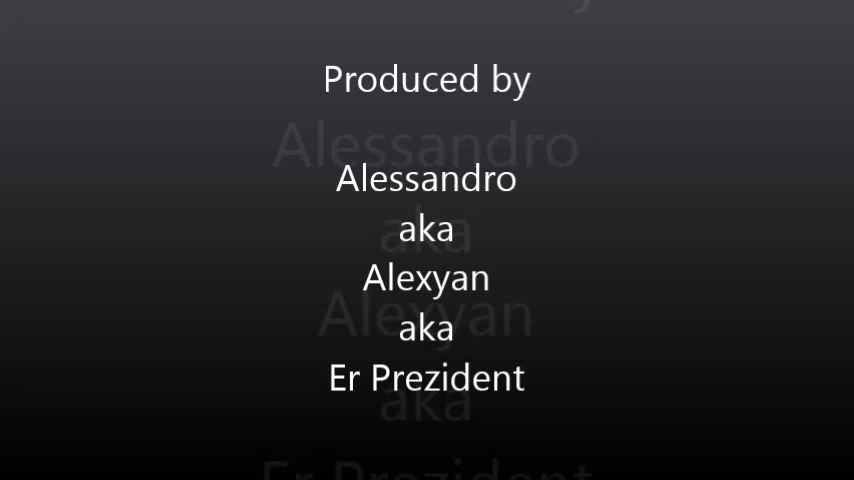 Produced by
Alessandro
aka
Alexyan
aka
Er Prezident